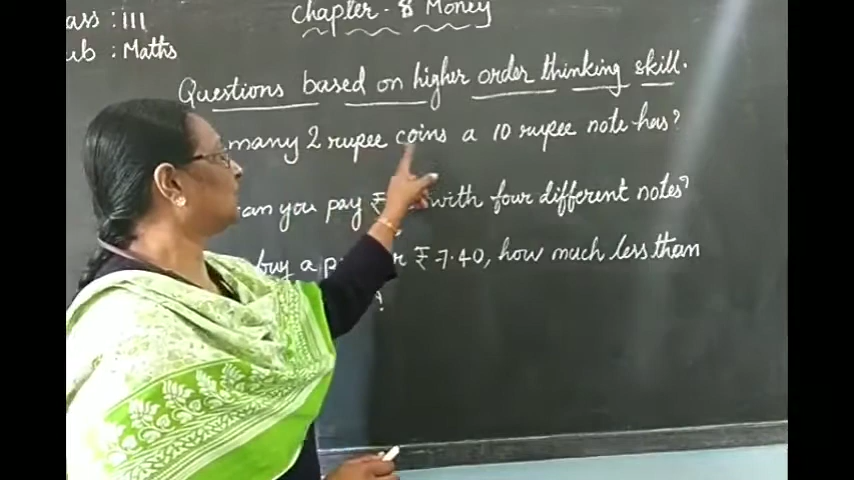 ass : III
Chapter - 8 Money
ub : Maths
Questions based on higher order thinking skill.
many 2 rupee coins a 10 rupee note has?
an you pay ₹ with four different notes?
buy a p r ₹ 7.40, how much less than
?